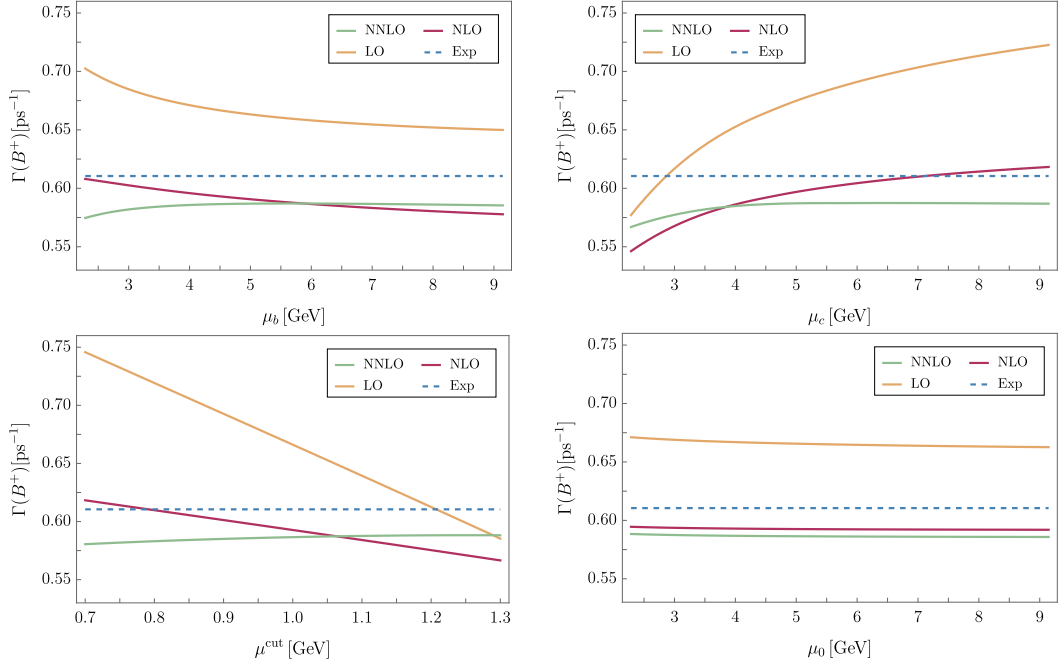 0.75
0.70
0.65
0.60
0.55
Γ(B⁺)[ps⁻¹]
NNLO NLO
LO Exp
3 4 5 6 7 8 9
μ_b [GeV]
0.75
0.70
0.65
0.60
0.55
Γ(B⁺)[ps⁻¹]
NNLO NLO
LO Exp
3 4 5 6 7 8 9
μ_c [GeV]
0.75
0.70
0.65
0.60
0.55
Γ(B⁺)[ps⁻¹]
NNLO NLO
LO Exp
0.7 0.8 0.9 1.0 1.1 1.2 1.3
μ^cut [GeV]
0.75
0.70
0.65
0.60
0.55
Γ(B⁺)[ps⁻¹]
NNLO NLO
LO Exp
3 4 5 6 7 8 9
μ₀ [GeV]